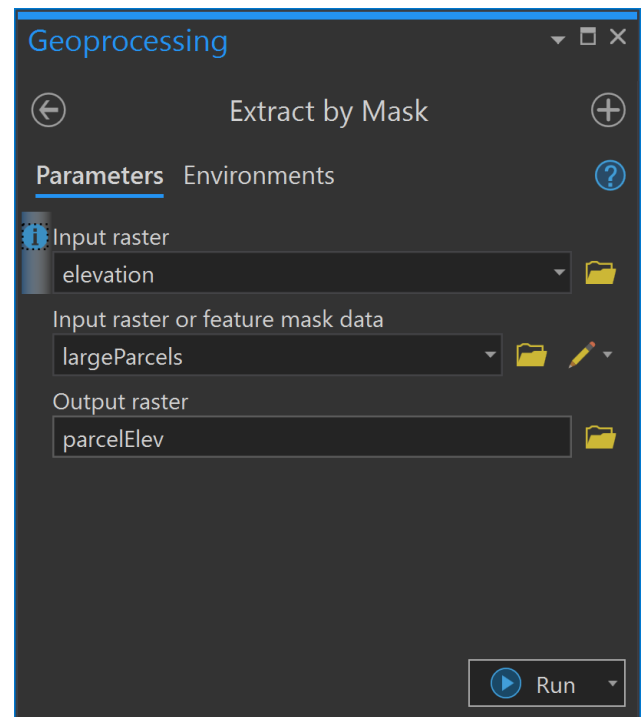 Geoprocessing
Extract by Mask
Parameters Environments
?
i Input raster
elevation
Input raster or feature mask data
largeParcels
Output raster
parcelElev
Run